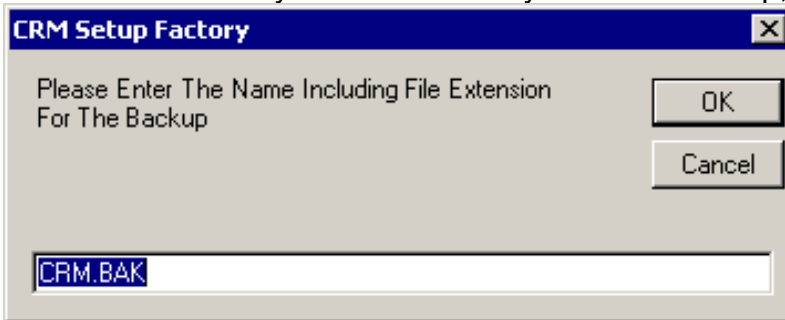 CRM Setup Factory
Please Enter The Name Including File Extension
For The Backup
OK
Cancel
CRM.BAK